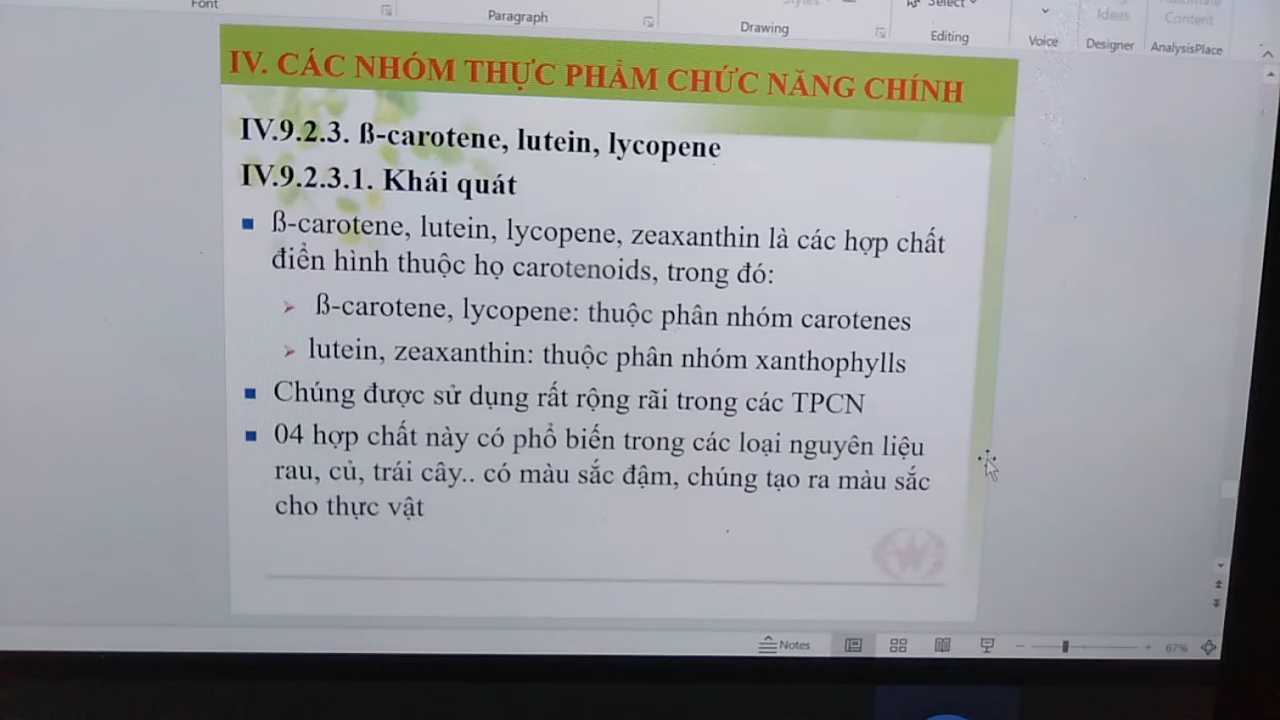 Font
Paragraph
Drawing
Select
Editing
Voice
Ideas
Designer
Content
AnalysisPlace
IV. CÁC NHÓM THỰC PHẨM CHỨC NĂNG CHÍNH
IV.9.2.3. ß-carotene, lutein, lycopene
IV.9.2.3.1. Khái quát
ß-carotene, lutein, lycopene, zeaxanthin là các hợp chất
điển hình thuộc họ carotenoids, trong đó:
ß-carotene, lycopene: thuộc phân nhóm carotenes
lutein, zeaxanthin: thuộc phân nhóm xanthophylls
Chúng được sử dụng rất rộng rãi trong các TPCN
04 hợp chất này có phổ biến trong các loại nguyên liệu
rau, củ, trái cây.. có màu sắc đậm, chúng tạo ra màu sắc
cho thực vật
Notes
67%